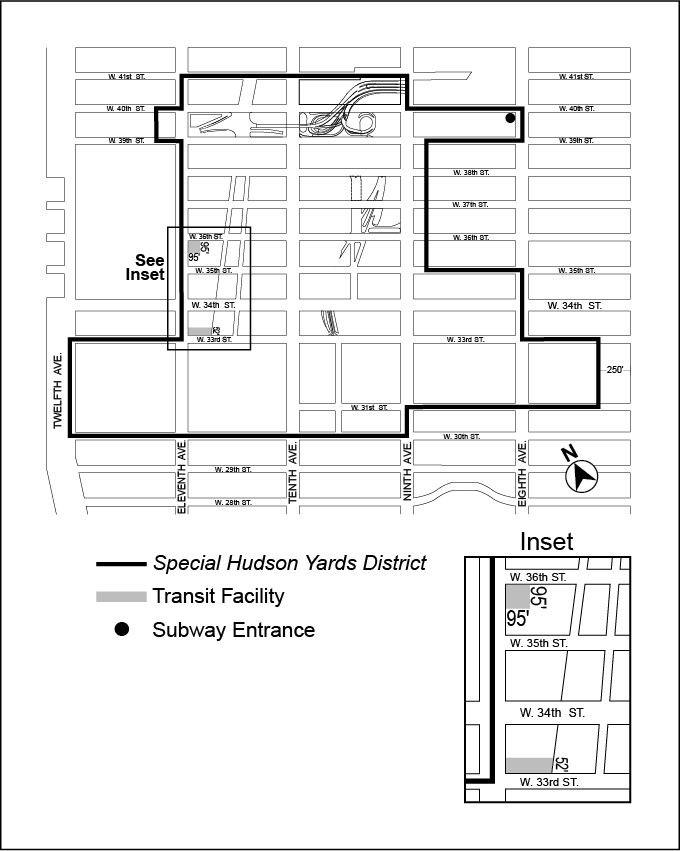 W. 41st ST.
W. 41st ST.
W. 40th ST.
W. 40th ST.
W. 39th ST.
W. 39th ST.
W. 38th ST.
W. 37th ST.
W. 36th ST.
W. 36th ST.
95'
95'
See
Inset
W. 35th ST.
W. 35th ST.
W. 34th ST.
W. 34th ST.
52'
W. 33rd ST.
W. 33rd ST.
250'
TWELFTH AVE.
W. 31st ST.
W. 30th ST.
ELEVENTH AVE.
TENTH AVE.
NINTH AVE.
EIGHTH AVE.
N
W. 29th ST.
W. 28th ST.
Special Hudson Yards District
Transit Facility
Subway Entrance
Inset
W. 36th ST.
95'
95'
W. 35th ST.
W. 34th ST.
52'
W. 33rd ST.